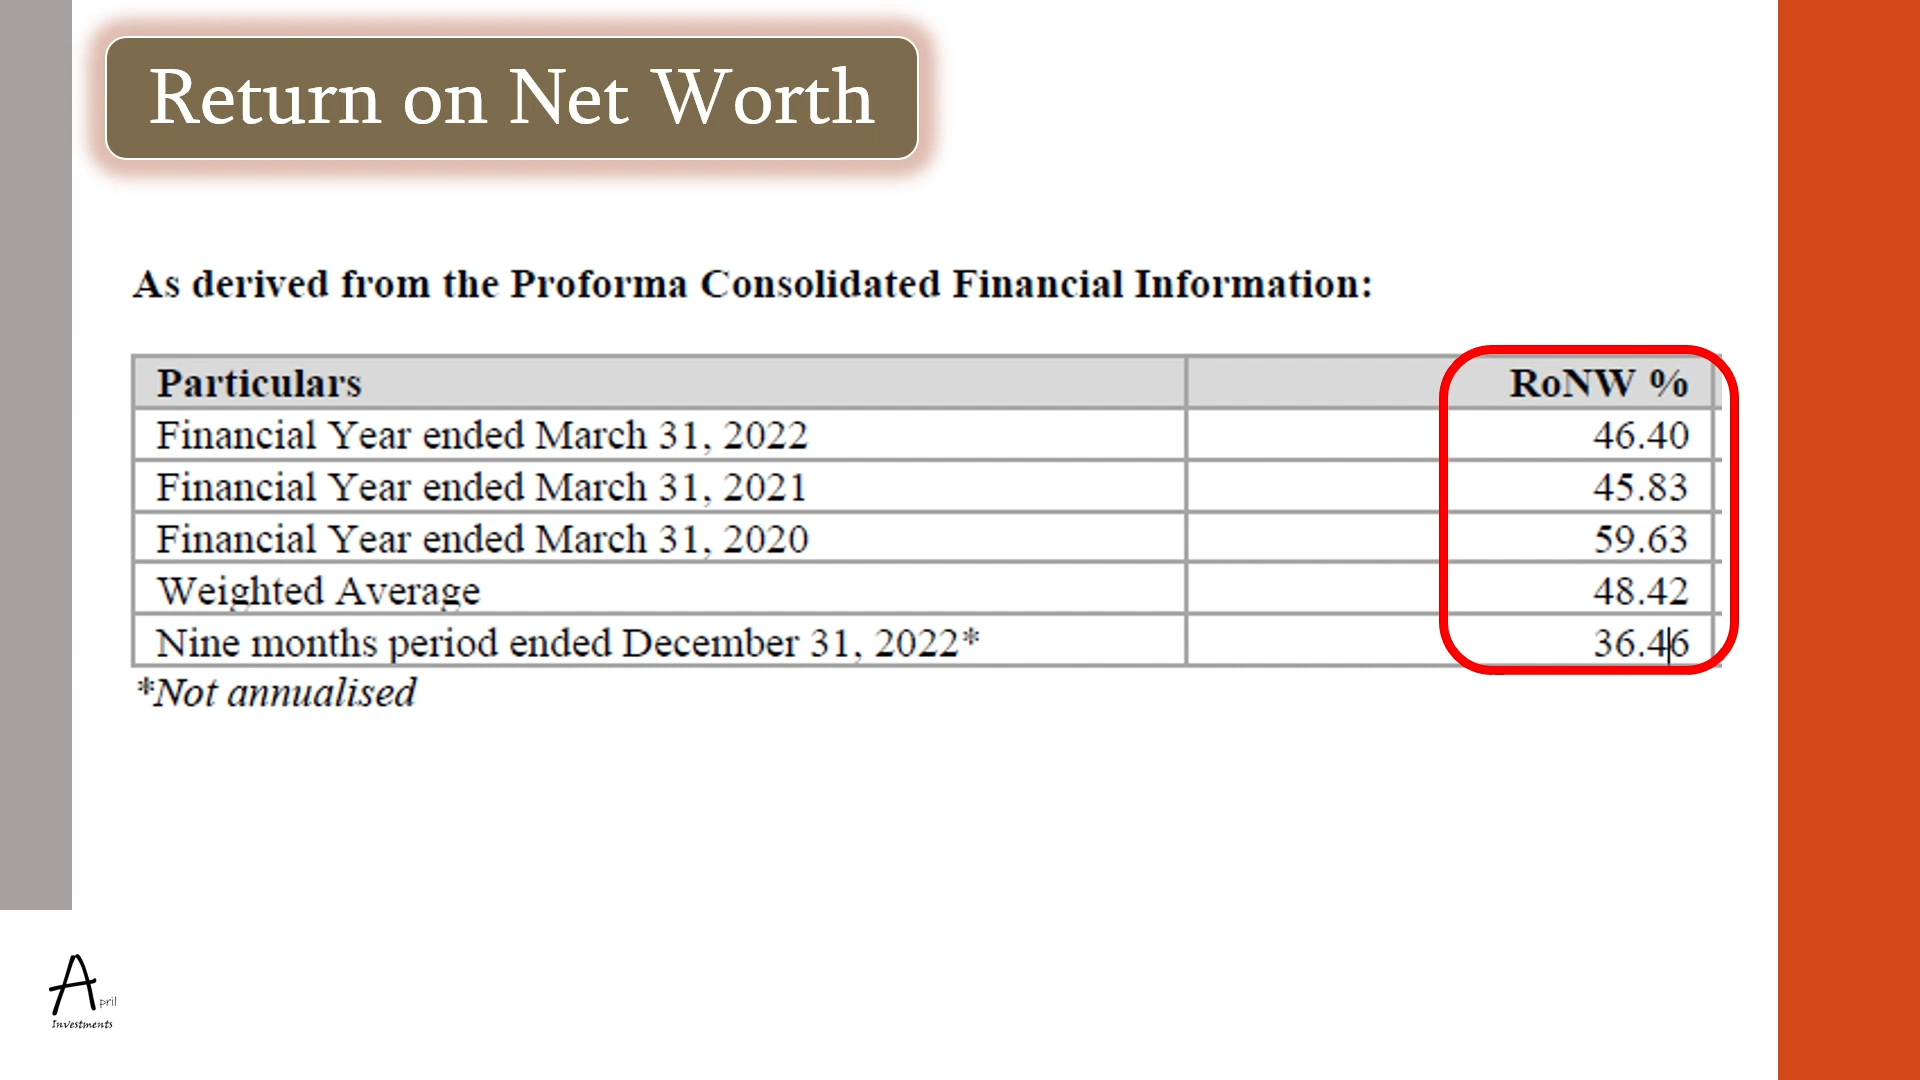 Return on Net Worth
As derived from the Proforma Consolidated Financial Information:
Particulars RoNW %
Financial Year ended March 31, 2022 46.40
Financial Year ended March 31, 2021 45.83
Financial Year ended March 31, 2020 59.63
Weighted Average 48.42
Nine months period ended December 31, 2022* 36.46
*Not annualised
April
Investments